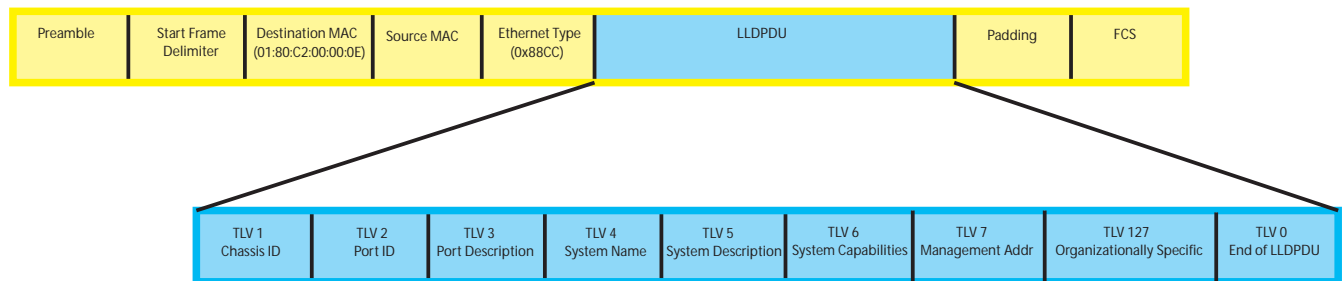 Preamble
Start Frame
Delimiter
Destination MAC
(01:80:C2:00:00:0E)
Source MAC
Ethernet Type
(0x88CC)
LLDPDU
Padding
FCS
TLV 1
Chassis ID
TLV 2
Port ID
TLV 3
Port Description
TLV 4
System Name
TLV 5
System Description
TLV 6
System Capabilities
TLV 7
Management Addr
TLV 127
Organizationally Specific
TLV 0
End of LLDPDU